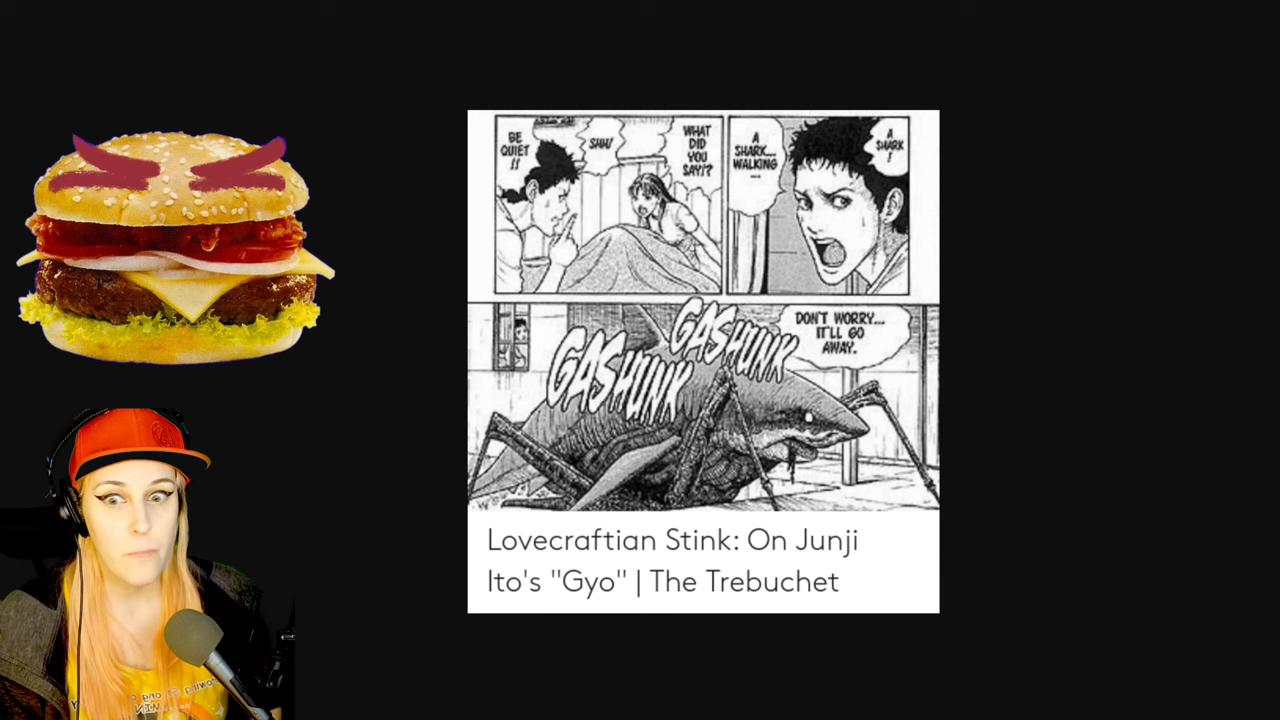 BE
QUIET
!!
SHH!
WHAT
DID
YOU
SAY!?
A
SHARK...
WALKING
...
A
SHARK
!
GASHUNK
GASHUNK
DON'T WORRY...
IT'LL GO
AWAY.
Lovecraftian Stink: On Junji
Ito's "Gyo" | The Trebuchet